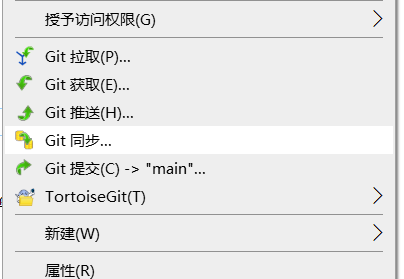 授予访问权限(G)
Git 拉取(P)...
Git 获取(E)...
Git 推送(H)...
Git 同步...
Git 提交(C) -> "main"...
TortoiseGit(T)
新建(W)
属性(R)